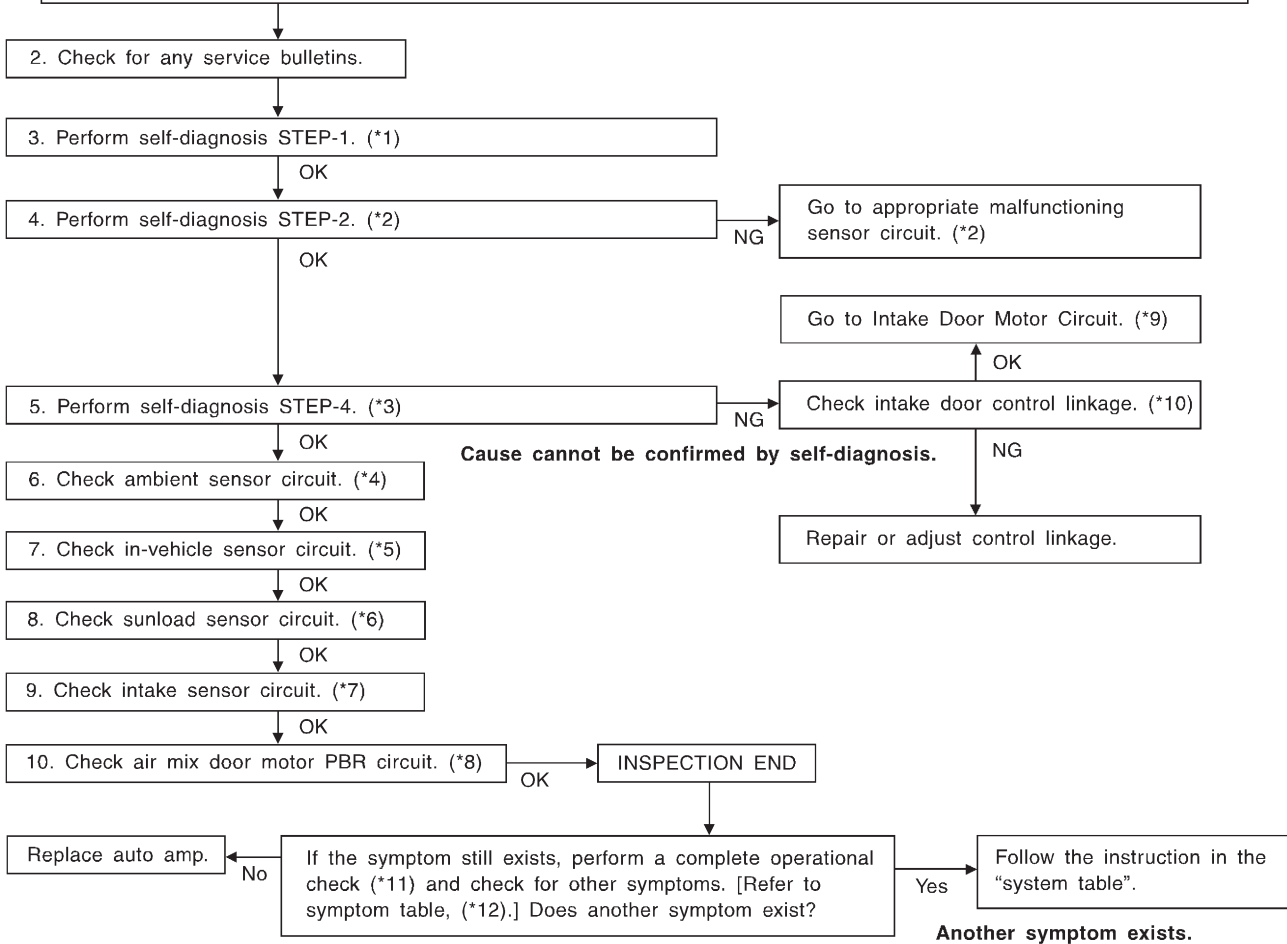 2. Check for any service bulletins.
3. Perform self-diagnosis STEP-1. (*1)
OK
4. Perform self-diagnosis STEP-2. (*2)
NG
Go to appropriate malfunctioning
sensor circuit. (*2)
OK
Go to Intake Door Motor Circuit. (*9)
OK
5. Perform self-diagnosis STEP-4. (*3)
NG
Check intake door control linkage. (*10)
OK
Cause cannot be confirmed by self-diagnosis.
NG
6. Check ambient sensor circuit. (*4)
OK
7. Check in-vehicle sensor circuit. (*5)
Repair or adjust control linkage.
OK
8. Check sunload sensor circuit. (*6)
OK
9. Check intake sensor circuit. (*7)
OK
10. Check air mix door motor PBR circuit. (*8)
OK
INSPECTION END
Replace auto amp.
No
If the symptom still exists, perform a complete operational
check (*11) and check for other symptoms. [Refer to
symptom table, (*12).] Does another symptom exist?
Yes
Follow the instruction in the
“system table”.
Another symptom exists.